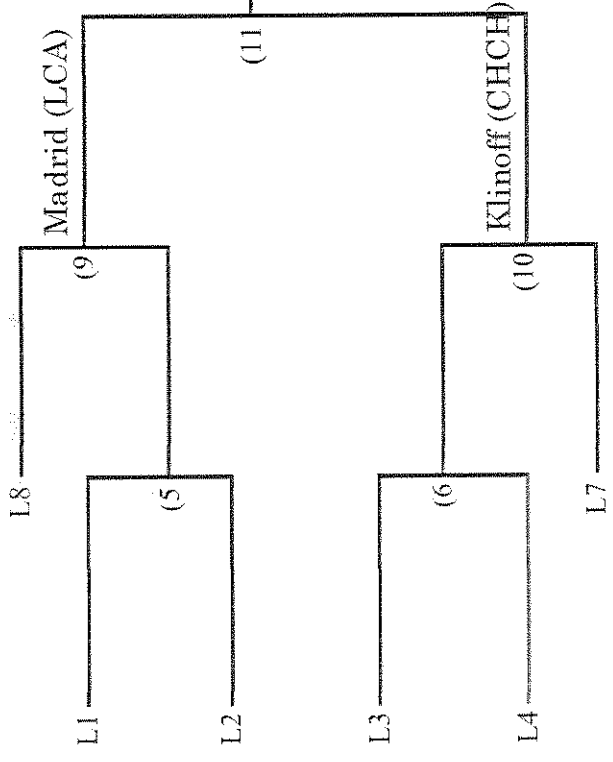 L8
Madrid (LCA)
(9
L1
(5
L2
(11
L3
(6
L4
Klinoff (CHCH)
(10
L7